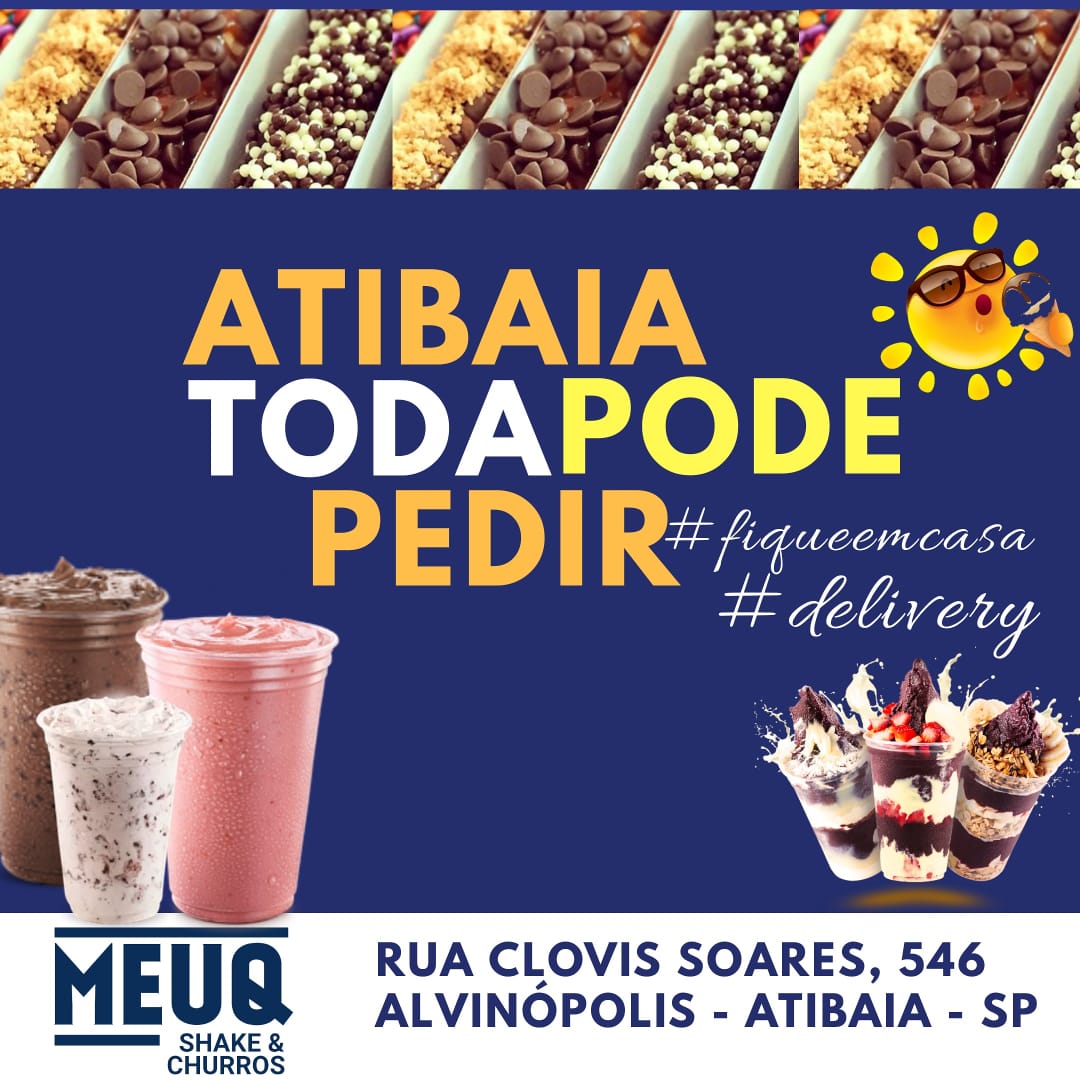 ATIBAIA
TODAPODE
PEDIR
#fiqueemcasa
#delivery
MEUQ
SHAKE &
CHURROS
RUA CLOVIS SOARES, 546
ALVINÓPOLIS - ATIBAIA - SP